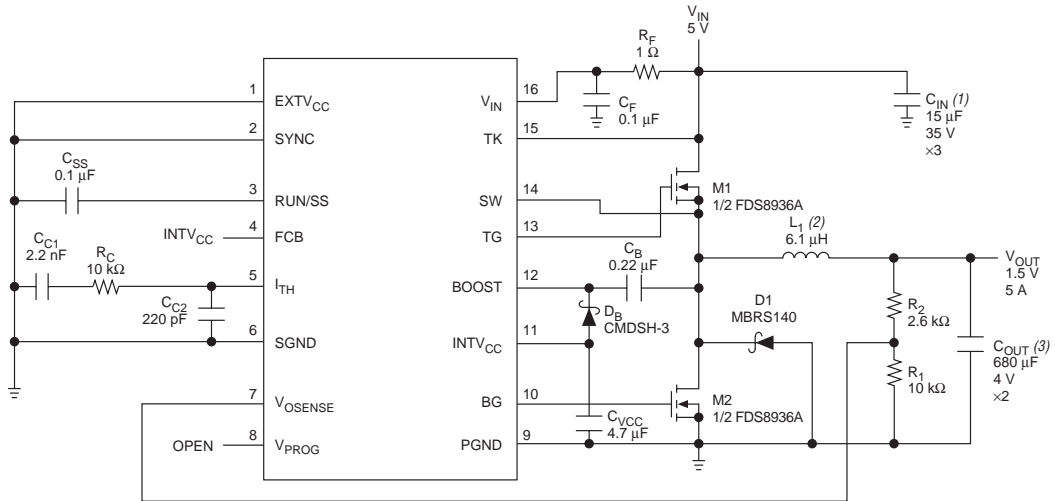 V_IN
5 V
R_F
1 Ω
C_F
0.1 µF
C_IN (1)
15 µF
35 V
×3
1
EXTV_CC
2
SYNC
C_SS
0.1 µF
3
RUN/SS
INTV_CC
4
FCB
C_C1
2.2 nF
R_C
10 kΩ
5
I_TH
C_C2
220 pF
6
SGND
7
V_OSENSE
OPEN
8
V_PROG
16
V_IN
15
TK
14
SW
13
TG
12
BOOST
11
INTV_CC
10
BG
9
PGND
M1
1/2 FDS8936A
C_B
0.22 µF
D_B
CMDSH-3
L_1 (2)
6.1 µH
D1
MBRS140
V_OUT
1.5 V
5 A
R_2
2.6 kΩ
R_1
10 kΩ
C_OUT (3)
680 µF
4 V
×2
M2
1/2 FDS8936A
C_VCC
4.7 µF